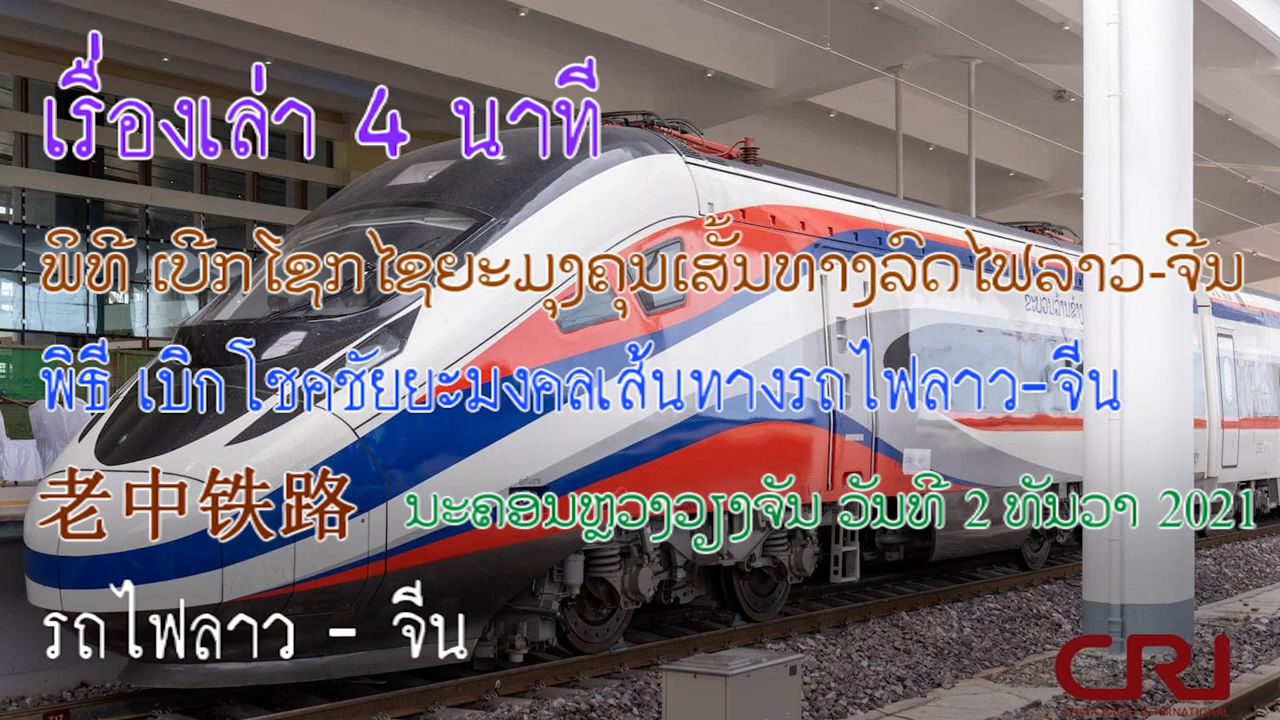 เรื่องเล่า 4 นาที
ພິທີ ເບີກໂຊກໄຊຍະມຸງຄຸນເສັ້ນທາງລົດໄຟລາວ-ຈີນ
พิธี เบิกโชคชัยยะมงคลเส้นทางรถไฟลาว-จีน
老中铁路 ນະຄອນຫຼວງວຽງຈັນ ວັນທີ 2 ທັນວາ 2021
รถไฟลาว - จีน
CRI